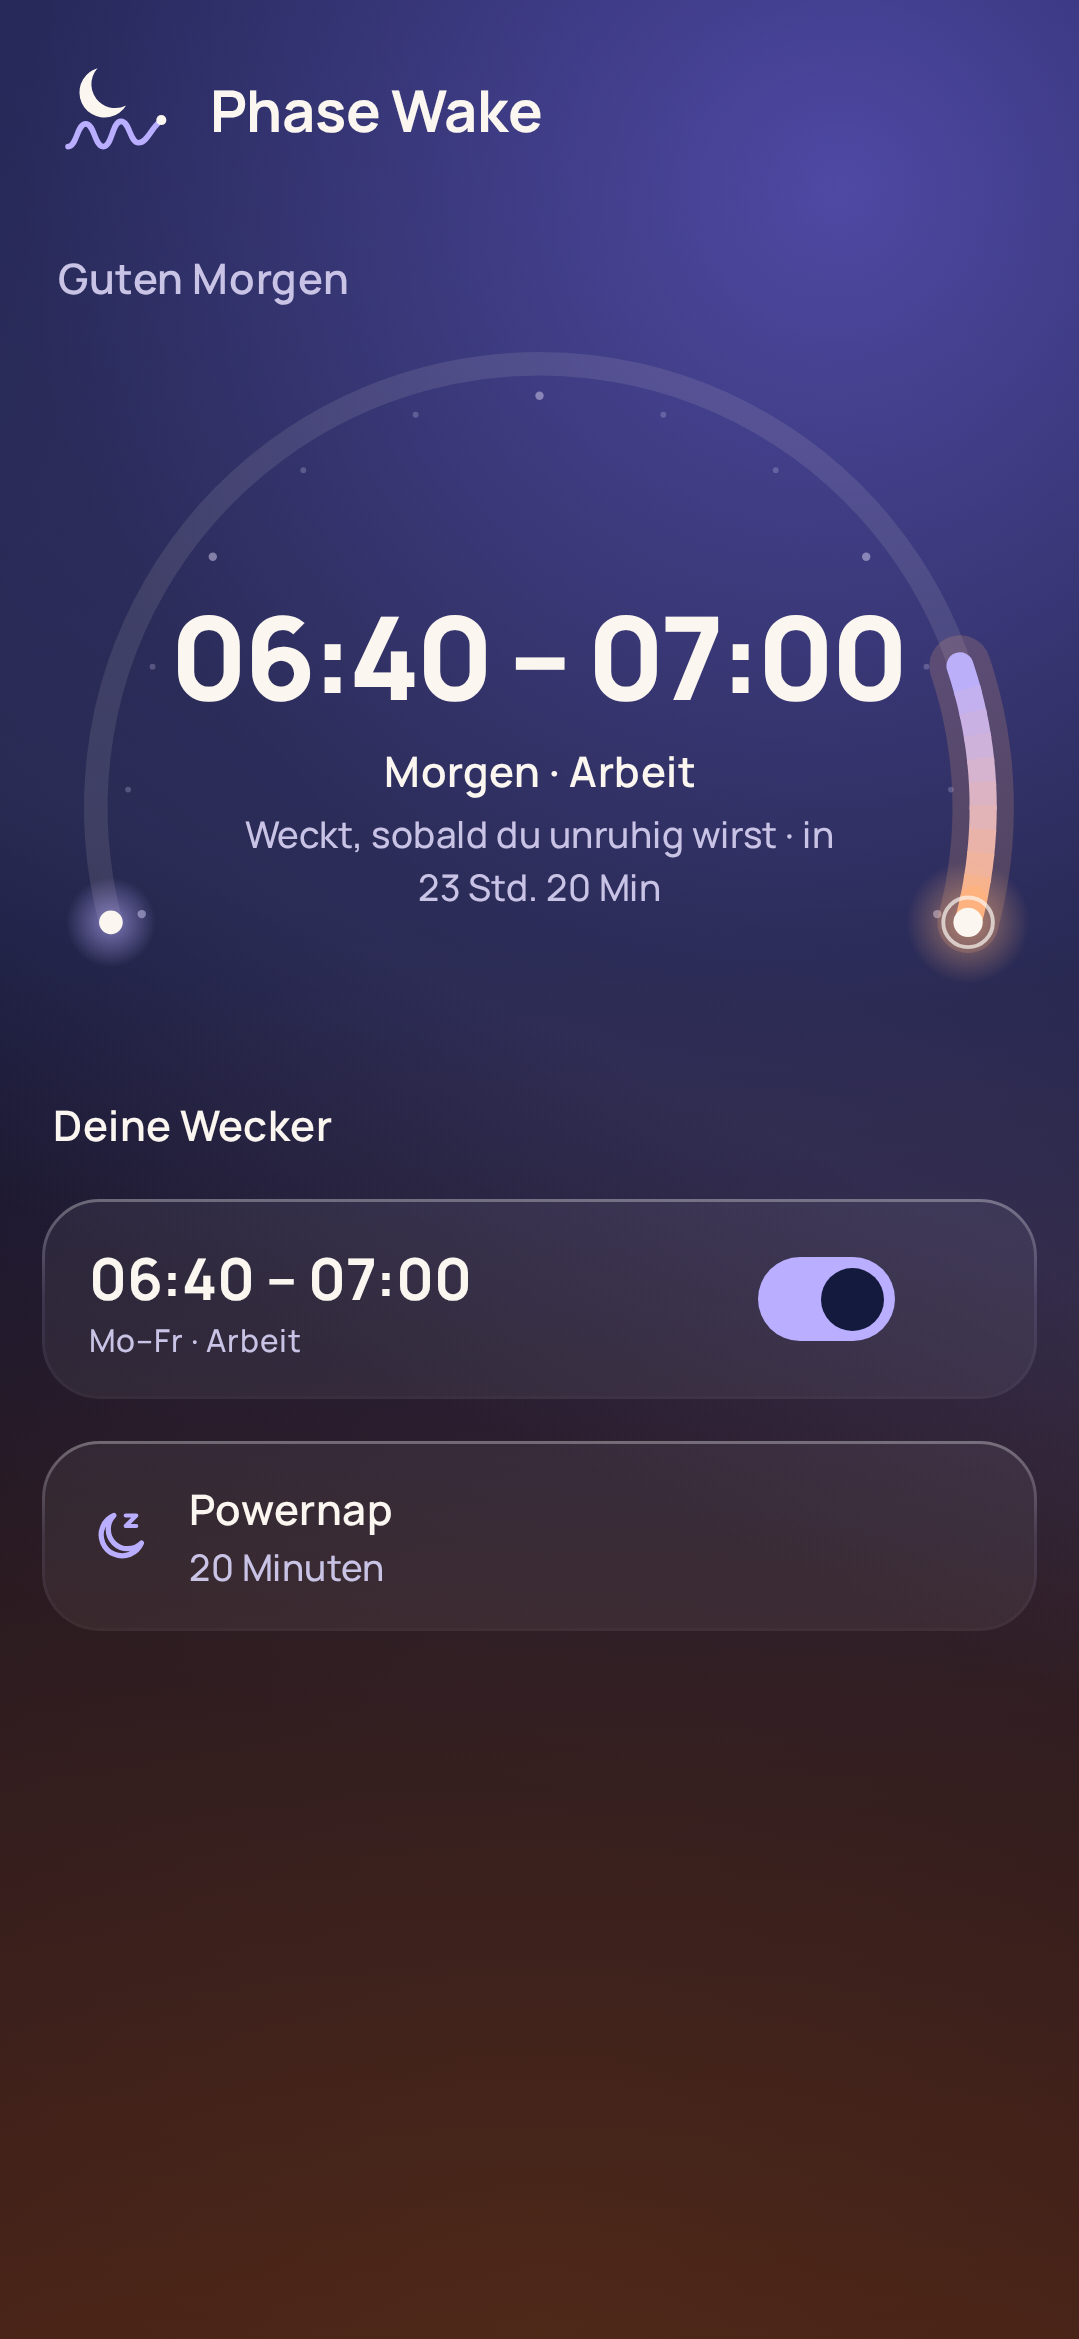 Phase Wake
Guten Morgen
06:40 – 07:00
Morgen · Arbeit
Weckt, sobald du unruhig wirst · in
23 Std. 20 Min
Deine Wecker
06:40 – 07:00
Mo–Fr · Arbeit
Powernap
20 Minuten